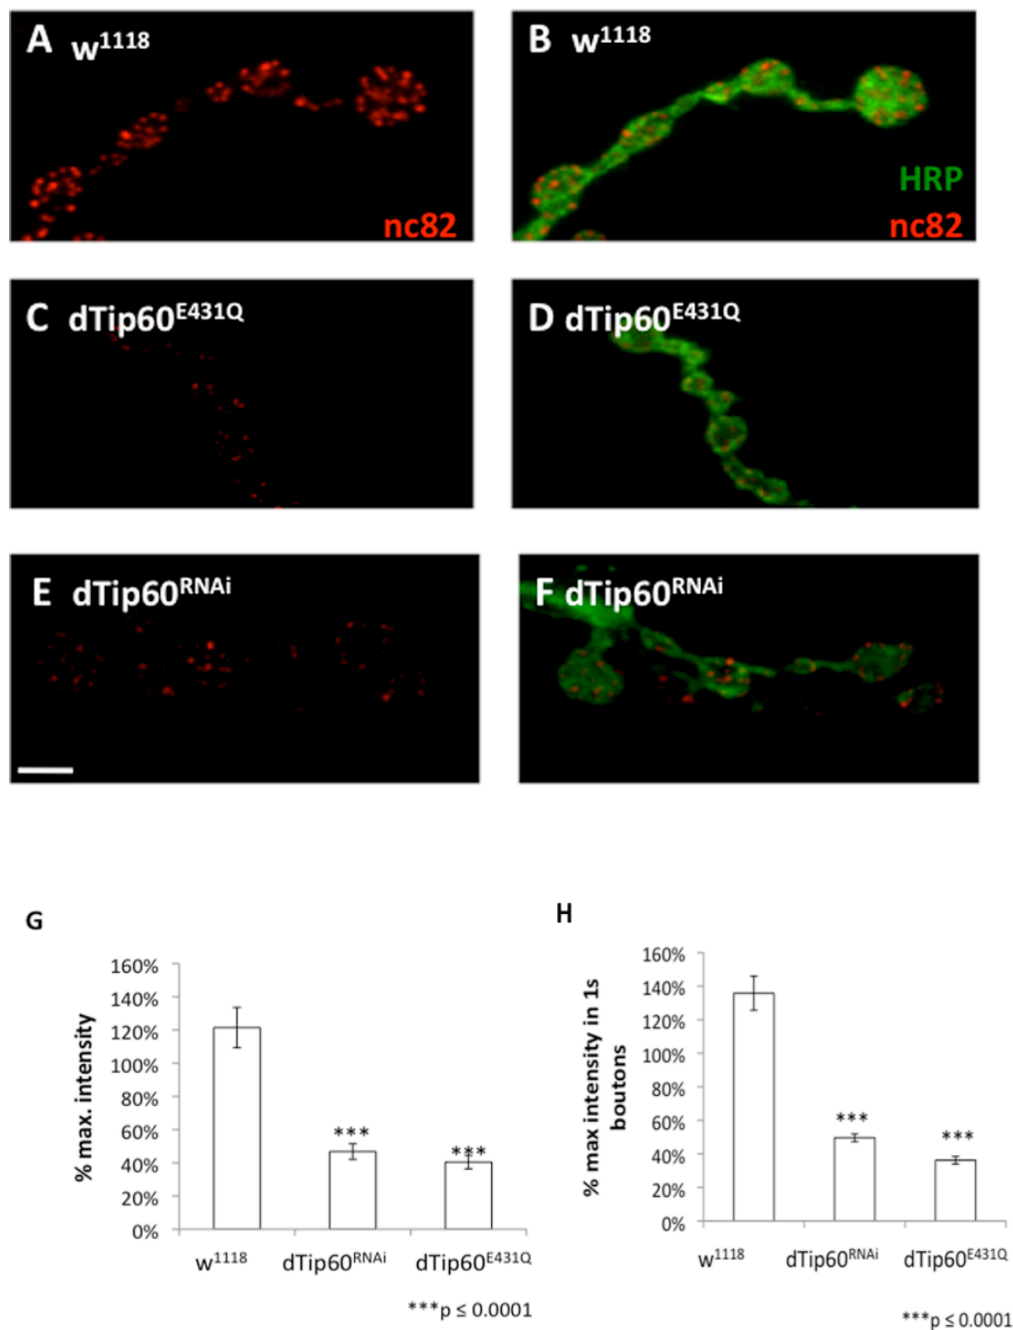 A w1118
nc82
B w1118
HRP
nc82
C dTip60E431Q
D dTip60E431Q
E dTip60RNAi
F dTip60RNAi
G
% max. intensity
160%
140%
120%
100%
80%
60%
40%
20%
0%
***
***
w1118 dTip60RNAi dTip60E431Q
***p ≤ 0.0001
H
% max intensity in 1s
boutons
160%
140%
120%
100%
80%
60%
40%
20%
0%
***
***
w1118 dTip60RNAi dTip60E431Q
***p ≤ 0.0001